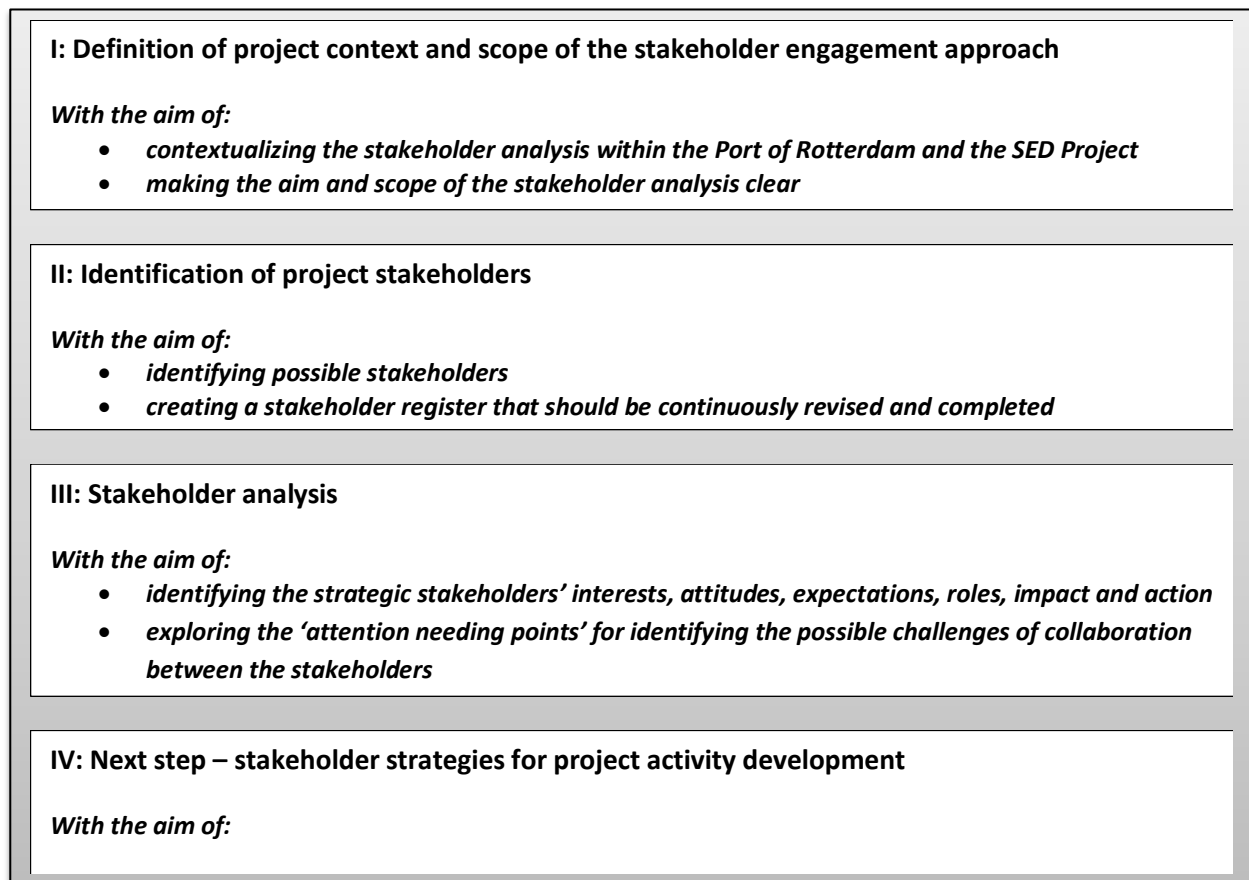 I: Definition of project context and scope of the stakeholder engagement approach
With the aim of:
• contextualizing the stakeholder analysis within the Port of Rotterdam and the SED Project
• making the aim and scope of the stakeholder analysis clear
II: Identification of project stakeholders
With the aim of:
• identifying possible stakeholders
• creating a stakeholder register that should be continuously revised and completed
III: Stakeholder analysis
With the aim of:
• identifying the strategic stakeholders’ interests, attitudes, expectations, roles, impact and action
• exploring the ‘attention needing points’ for identifying the possible challenges of collaboration
between the stakeholders
IV: Next step – stakeholder strategies for project activity development
With the aim of: